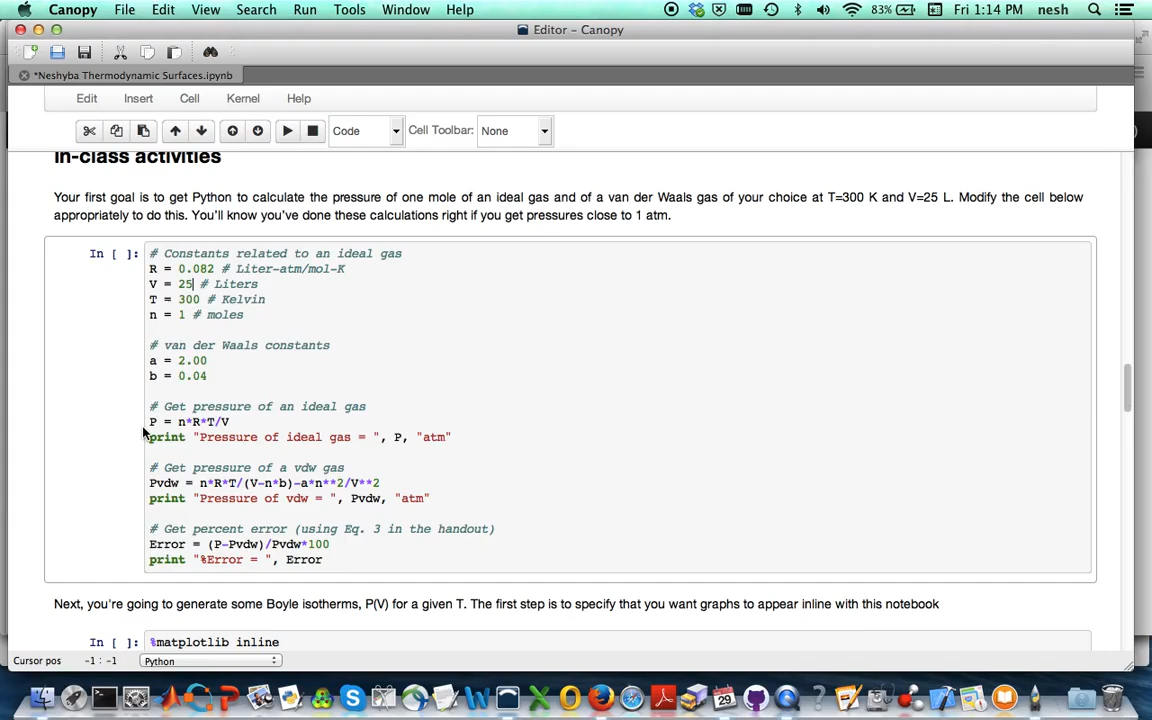 Canopy File Edit View Search Run Tools Window Help 83% Fri 1:14 PM nesh
Editor – Canopy
*Neshyba Thermodynamic Surfaces.ipynb
Edit Insert Cell Kernel Help
Code Cell Toolbar: None
In-class activities
Your first goal is to get Python to calculate the pressure of one mole of an ideal gas and of a van der Waals gas of your choice at T=300 K and V=25 L. Modify the cell below
appropriately to do this. You'll know you've done these calculations right if you get pressures close to 1 atm.
In [ ]: # Constants related to an ideal gas
R = 0.082 # Liter-atm/mol-K
V = 25 # Liters
T = 300 # Kelvin
n = 1 # moles
# van der Waals constants
a = 2.00
b = 0.04
# Get pressure of an ideal gas
P = n*R*T/V
print "Pressure of ideal gas = ", P, "atm"
# Get pressure of a vdw gas
Pvdw = n*R*T/(V-n*b)-a*n**2/V**2
print "Pressure of vdw = ", Pvdw, "atm"
# Get percent error (using Eq. 3 in the handout)
Error = (P-Pvdw)/Pvdw*100
print "%Error = ", Error
Next, you're going to generate some Boyle isotherms, P(V) for a given T. The first step is to specify that you want graphs to appear inline with this notebook
In [ ]: %matplotlib inline
Cursor pos -1 : -1 Python